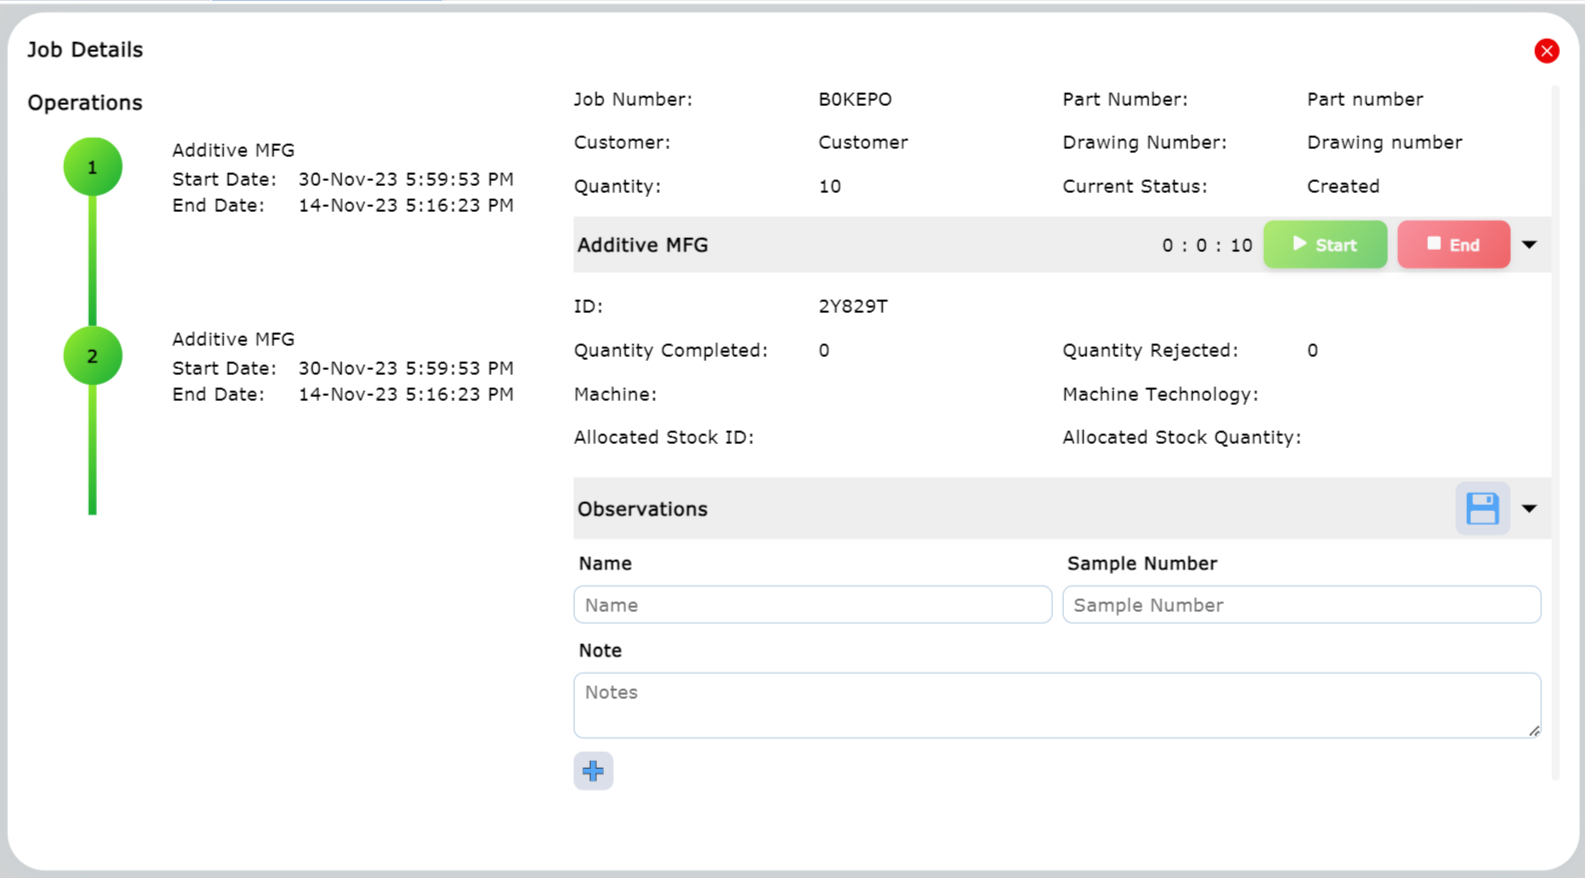 Job Details
Operations
1
Additive MFG
Start Date: 30-Nov-23 5:59:53 PM
End Date: 14-Nov-23 5:16:23 PM
2
Additive MFG
Start Date: 30-Nov-23 5:59:53 PM
End Date: 14-Nov-23 5:16:23 PM
Job Number: B0KEPO Part Number: Part number
Customer: Customer Drawing Number: Drawing number
Quantity: 10 Current Status: Created
Additive MFG 0 : 0 : 10 Start End
ID: 2Y829T
Quantity Completed: 0 Quantity Rejected: 0
Machine: Machine Technology:
Allocated Stock ID: Allocated Stock Quantity:
Observations
Name Sample Number
Name Sample Number
Note
Notes